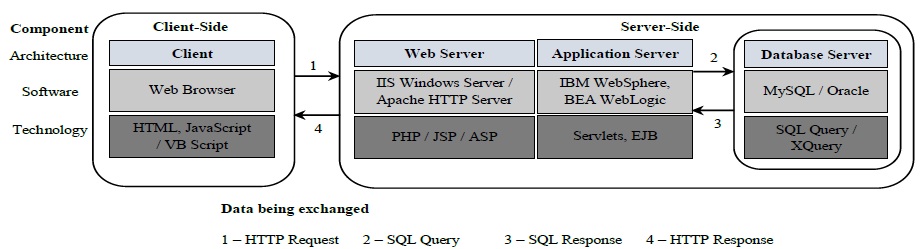 Component Client-Side Server-Side
Architecture Client Web Server Application Server Database Server
1 2
Software Web Browser IIS Windows Server / Apache HTTP Server IBM WebSphere, BEA WebLogic MySQL / Oracle
4 3
Technology HTML, JavaScript / VB Script PHP / JSP / ASP Servlets, EJB SQL Query / XQuery
Data being exchanged
1 – HTTP Request 2 – SQL Query 3 – SQL Response 4 – HTTP Response